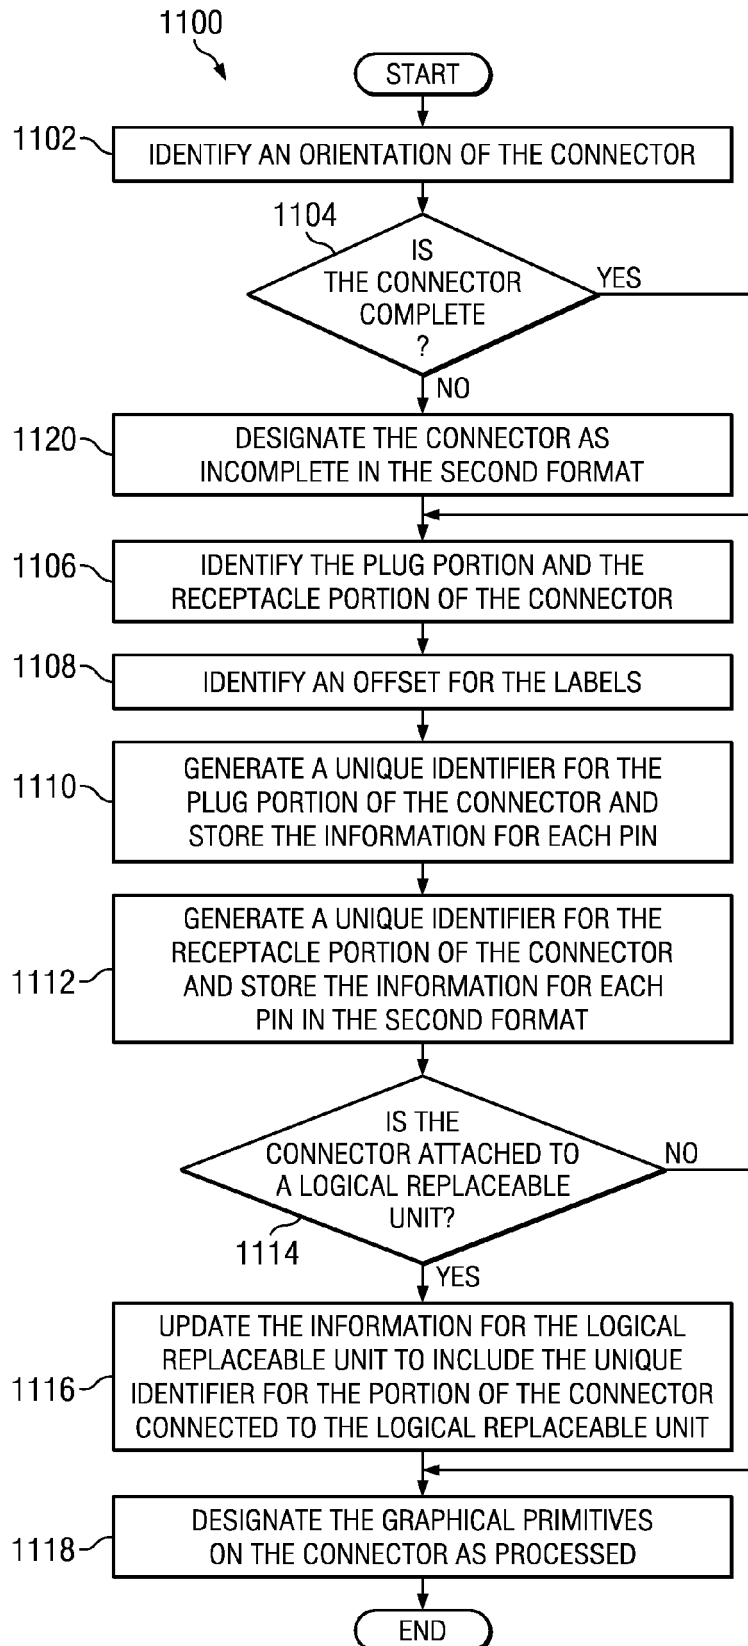 1100
START
1102
IDENTIFY AN ORIENTATION OF THE CONNECTOR
1104
IS
THE CONNECTOR
COMPLETE
?
YES
NO
1120
DESIGNATE THE CONNECTOR AS
INCOMPLETE IN THE SECOND FORMAT
1106
IDENTIFY THE PLUG PORTION AND THE
RECEPTACLE PORTION OF THE CONNECTOR
1108
IDENTIFY AN OFFSET FOR THE LABELS
1110
GENERATE A UNIQUE IDENTIFIER FOR THE
PLUG PORTION OF THE CONNECTOR AND
STORE THE INFORMATION FOR EACH PIN
1112
GENERATE A UNIQUE IDENTIFIER FOR THE
RECEPTACLE PORTION OF THE CONNECTOR
AND STORE THE INFORMATION FOR EACH
PIN IN THE SECOND FORMAT
IS THE
CONNECTOR ATTACHED TO
A LOGICAL REPLACEABLE
UNIT?
NO
1114
YES
1116
UPDATE THE INFORMATION FOR THE LOGICAL
REPLACEABLE UNIT TO INCLUDE THE UNIQUE
IDENTIFIER FOR THE PORTION OF THE CONNECTOR
CONNECTED TO THE LOGICAL REPLACEABLE UNIT
1118
DESIGNATE THE GRAPHICAL PRIMITIVES
ON THE CONNECTOR AS PROCESSED
END